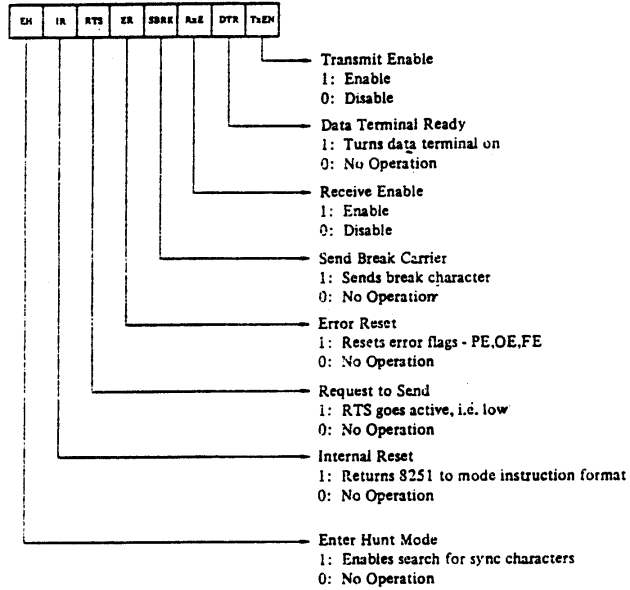 EH IR RTS ER SBRK RxE DTR TxEN
Transmit Enable
1: Enable
0: Disable
Data Terminal Ready
1: Turns data terminal on
0: No Operation
Receive Enable
1: Enable
0: Disable
Send Break Carrier
1: Sends break character
0: No Operation
Error Reset
1: Resets error flags - PE,OE,FE
0: No Operation
Request to Send
1: RTS goes active, i.e. low
0: No Operation
Internal Reset
1: Returns 8251 to mode instruction format
0: No Operation
Enter Hunt Mode
1: Enables search for sync characters
0: No Operation